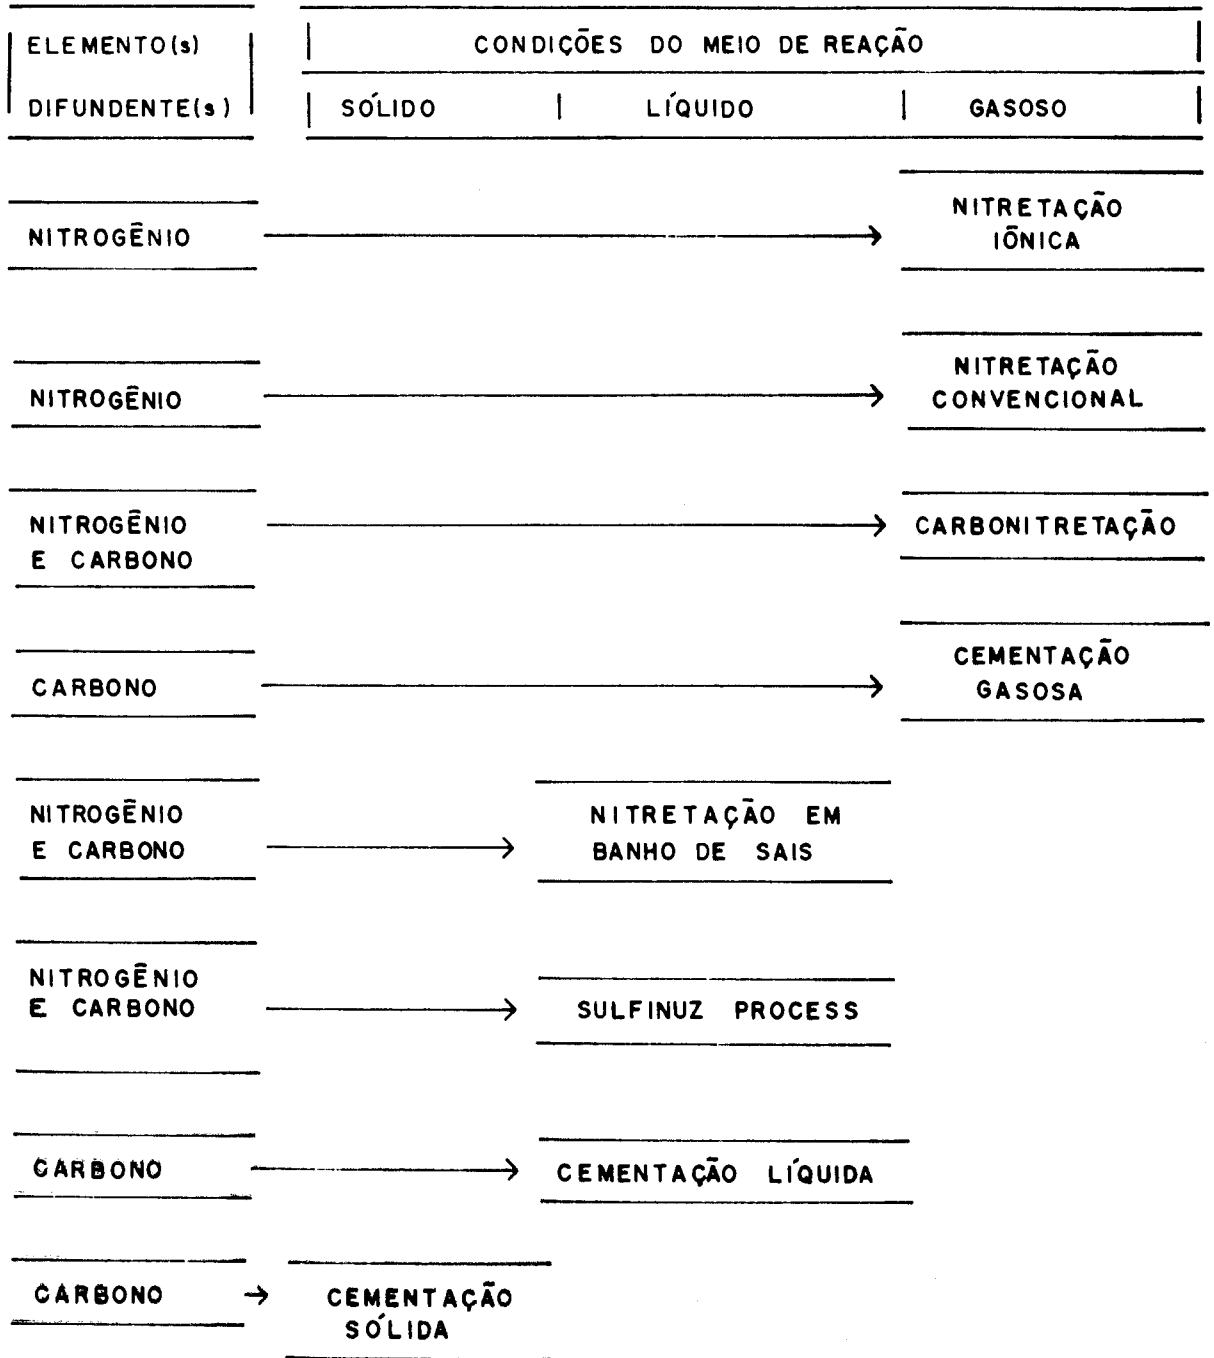 ELEMENTO(s)
DIFUNDENTE(s)
CONDIÇÕES DO MEIO DE REAÇÃO
SÓLIDO
LÍQUIDO
GASOSO
NITROGÊNIO
NITRETAÇÃO
IÔNICA
NITROGÊNIO
NITRETAÇÃO
CONVENCIONAL
NITROGÊNIO
E CARBONO
CARBONITRETAÇÃO
CARBONO
CEMENTAÇÃO
GASOSA
NITROGÊNIO
E CARBONO
NITRETAÇÃO EM
BANHO DE SAIS
NITROGÊNIO
E CARBONO
SULFINUZ PROCESS
CARBONO
CEMENTAÇÃO LÍQUIDA
CARBONO
CEMENTAÇÃO
SÓLIDA